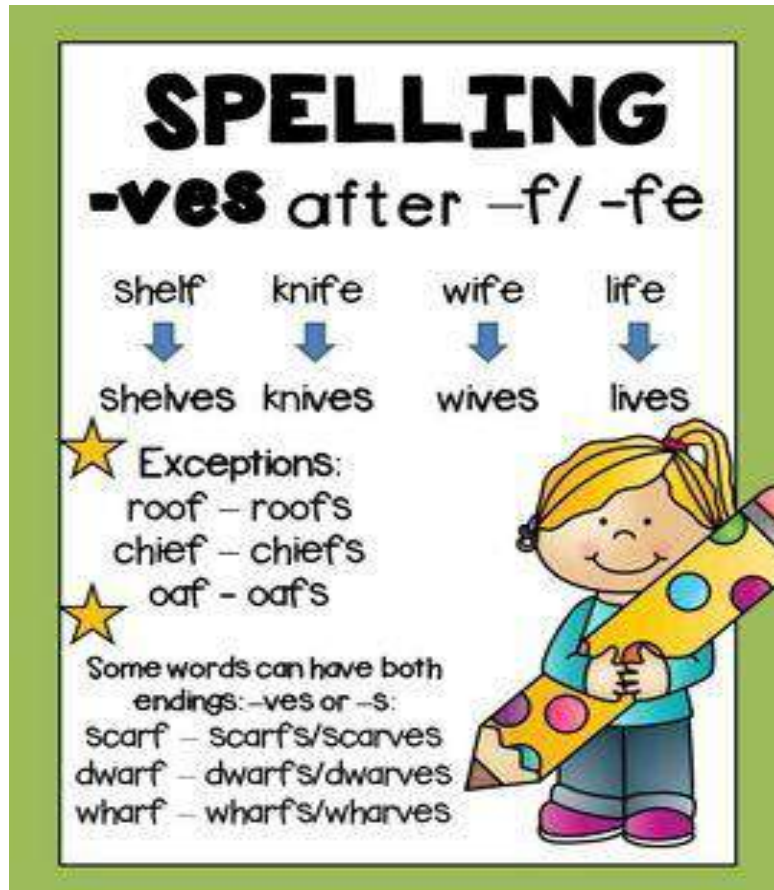 SPELLING
-ves after -f/ -fe
shelf knife wife life
shelves knives wives lives
Exceptions:
roof – roofs
chief – chiefs
oaf - oafs
Some words can have both
endings: -ves or -s:
scarf – scarfs/scarves
dwarf – dwarfs/dwarves
wharf – wharfs/wharves